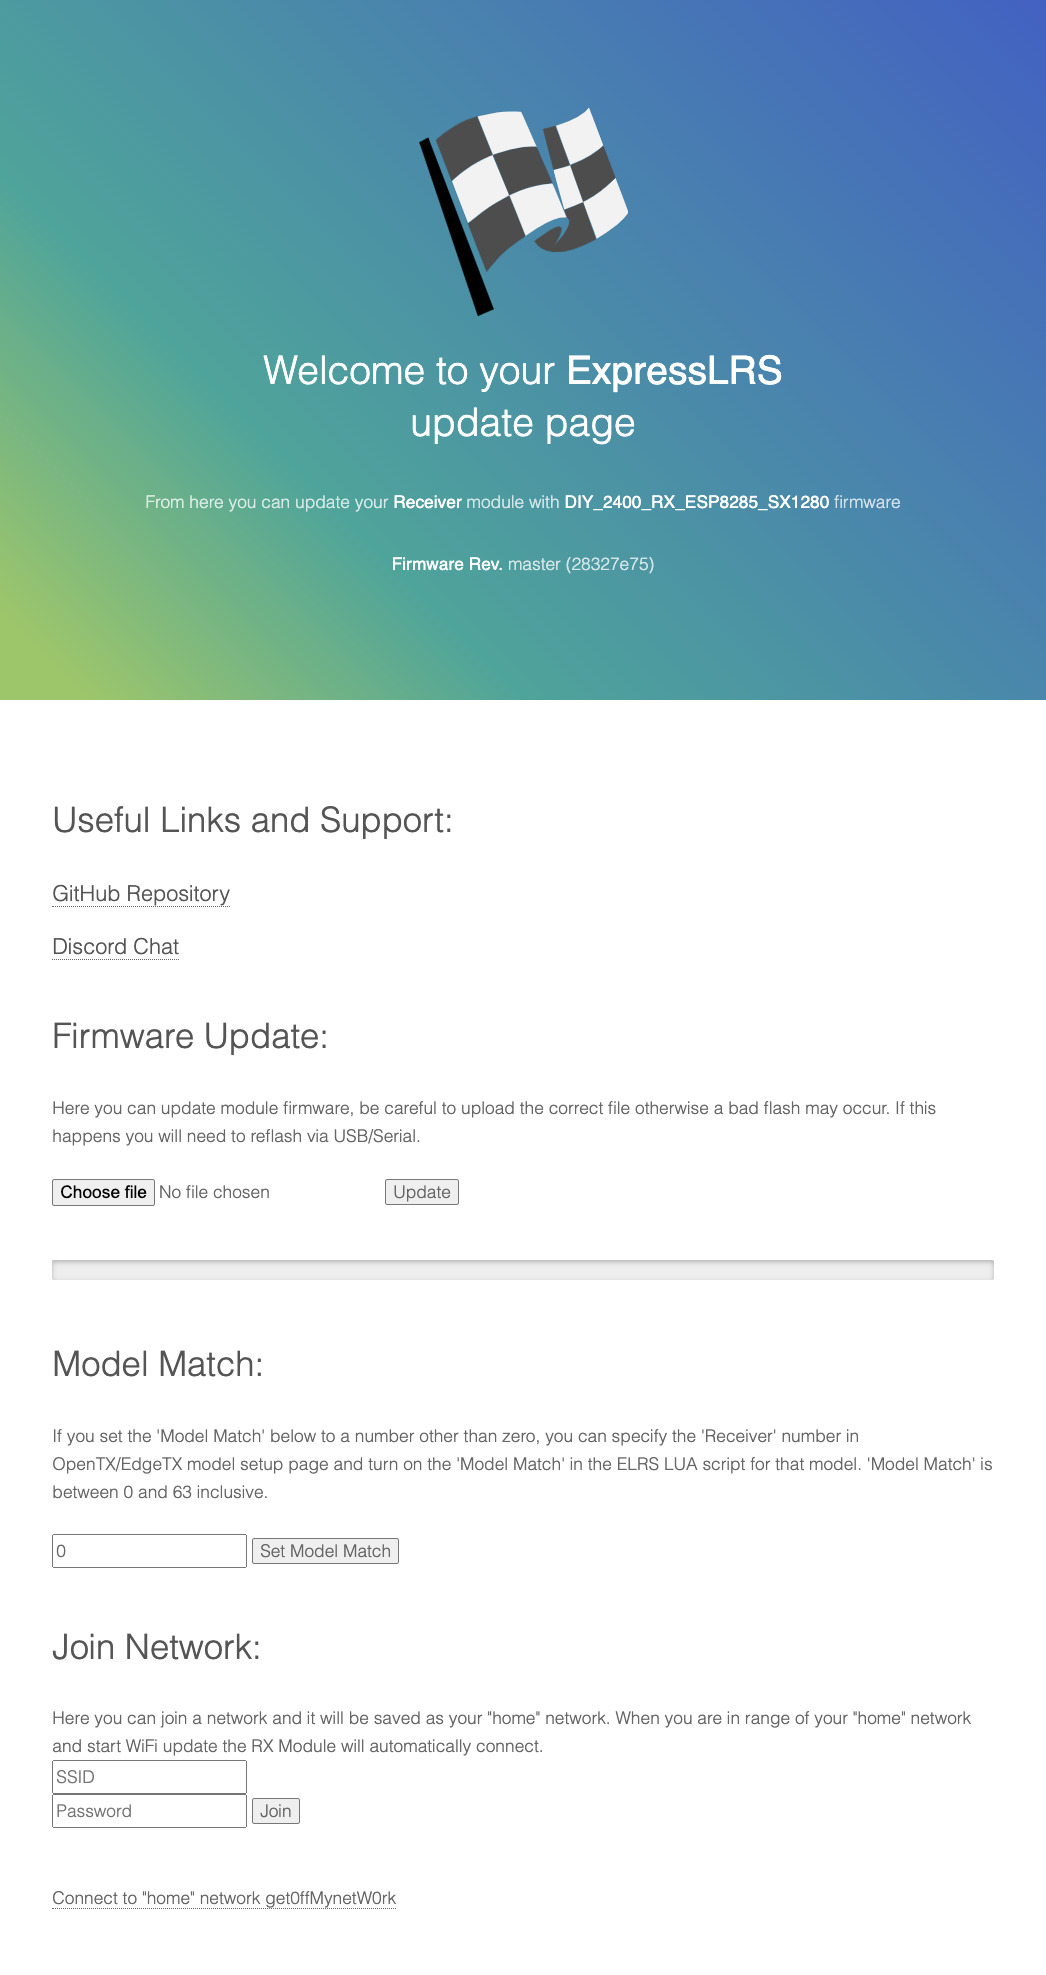 Welcome to your ExpressLRS
update page
From here you can update your Receiver module with DIY_2400_RX_ESP8285_SX1280 firmware
Firmware Rev. master (28327e75)
Useful Links and Support:
GitHub Repository
Discord Chat
Firmware Update:
Here you can update module firmware, be careful to upload the correct file otherwise a bad flash may occur. If this
happens you will need to reflash via USB/Serial.
Choose file No file chosen Update
Model Match:
If you set the 'Model Match' below to a number other than zero, you can specify the 'Receiver' number in
OpenTX/EdgeTX model setup page and turn on the 'Model Match' in the ELRS LUA script for that model. 'Model Match' is
between 0 and 63 inclusive.
0 Set Model Match
Join Network:
Here you can join a network and it will be saved as your "home" network. When you are in range of your "home" network
and start WiFi update the RX Module will automatically connect.
SSID
Password Join
Connect to "home" network get0ffMynetW0rk